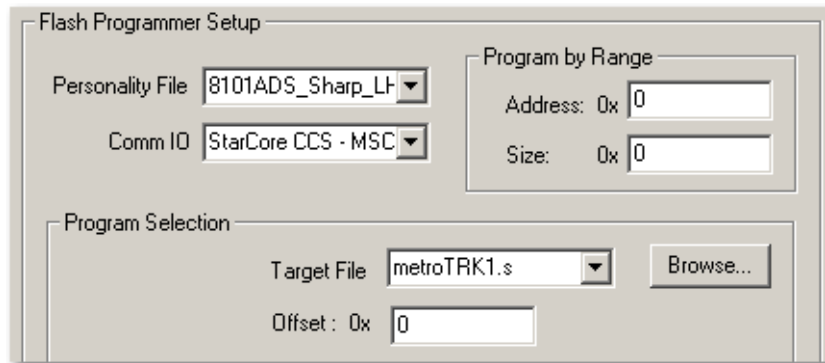 Flash Programmer Setup
Personality File 8101ADS_Sharp_LH
Comm IO StarCore CCS - MSC
Program by Range
Address: 0x 0
Size: 0x 0
Program Selection
Target File metroTRK1.s Browse...
Offset : 0x 0